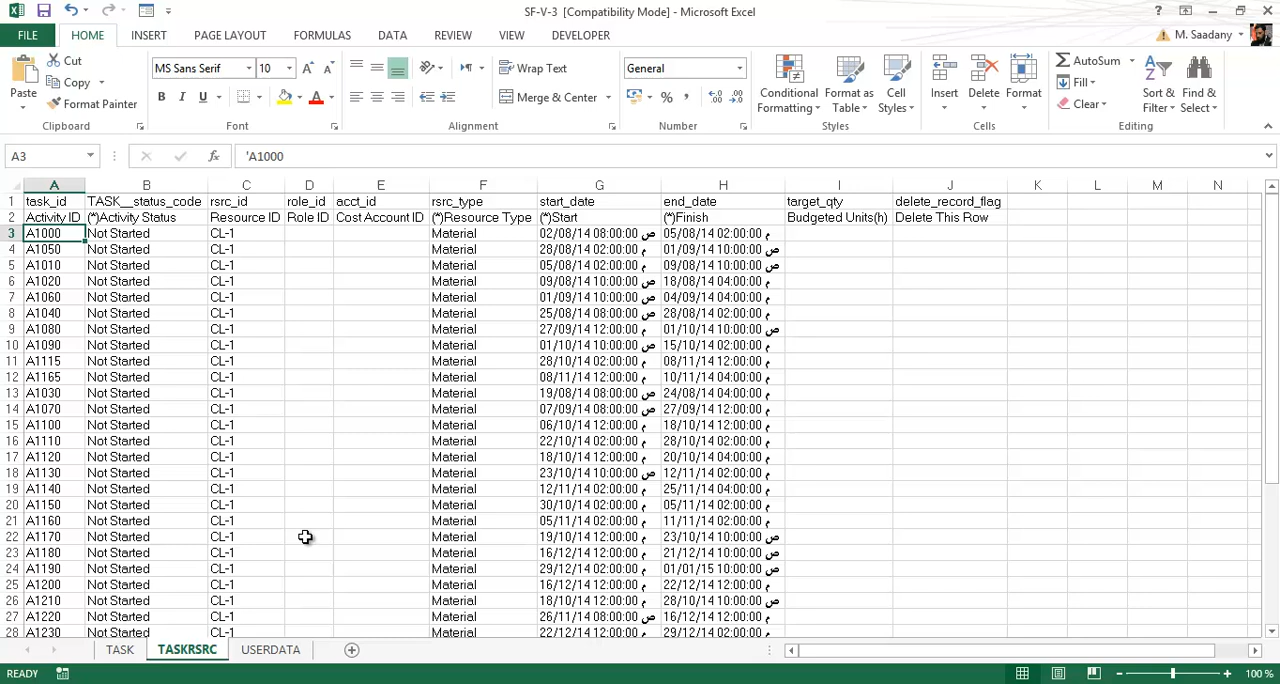 SF-V-3 [Compatibility Mode] - Microsoft Excel
FILE HOME INSERT PAGE LAYOUT FORMULAS DATA REVIEW VIEW DEVELOPER M. Saadany
Paste Cut Copy Format Painter
MS Sans Serif 10 B I U A
Wrap Text Merge & Center
General % ,
Conditional Formatting Format as Table Cell Styles
Insert Delete Format
AutoSum Fill Clear Sort & Filter Find & Select
Clipboard Font Alignment Number Styles Cells Editing
A3 fx 'A1000
A B C D E F G H I J K L M N
1 task_id TASK__status_code rsrc_id role_id acct_id rsrc_type start_date end_date target_qty delete_record_flag
2 Activity ID (*)Activity Status Resource ID Role ID Cost Account ID (*)Resource Type (*)Start (*)Finish Budgeted Units(h) Delete This Row
3 A1000 Not Started CL-1 Material 02/08/14 08:00:00 ص 05/08/14 02:00:00 م
4 A1050 Not Started CL-1 Material 28/08/14 02:00:00 م 01/09/14 10:00:00 ص
5 A1010 Not Started CL-1 Material 05/08/14 02:00:00 م 09/08/14 10:00:00 ص
6 A1020 Not Started CL-1 Material 09/08/14 10:00:00 ص 18/08/14 04:00:00 م
7 A1060 Not Started CL-1 Material 01/09/14 10:00:00 ص 04/09/14 04:00:00 م
8 A1040 Not Started CL-1 Material 25/08/14 08:00:00 ص 28/08/14 02:00:00 م
9 A1080 Not Started CL-1 Material 27/09/14 12:00:00 م 01/10/14 10:00:00 ص
10 A1090 Not Started CL-1 Material 01/10/14 10:00:00 ص 15/10/14 02:00:00 م
11 A1115 Not Started CL-1 Material 28/10/14 02:00:00 م 08/11/14 12:00:00 م
12 A1165 Not Started CL-1 Material 08/11/14 12:00:00 م 10/11/14 04:00:00 م
13 A1030 Not Started CL-1 Material 19/08/14 08:00:00 ص 24/08/14 04:00:00 م
14 A1070 Not Started CL-1 Material 07/09/14 08:00:00 ص 27/09/14 12:00:00 م
15 A1100 Not Started CL-1 Material 06/10/14 12:00:00 م 18/10/14 12:00:00 م
16 A1110 Not Started CL-1 Material 22/10/14 02:00:00 م 28/10/14 02:00:00 م
17 A1120 Not Started CL-1 Material 18/10/14 12:00:00 م 20/10/14 04:00:00 م
18 A1130 Not Started CL-1 Material 23/10/14 10:00:00 ص 12/11/14 02:00:00 م
19 A1140 Not Started CL-1 Material 12/11/14 02:00:00 م 25/11/14 04:00:00 م
20 A1150 Not Started CL-1 Material 30/10/14 02:00:00 م 05/11/14 02:00:00 م
21 A1160 Not Started CL-1 Material 05/11/14 02:00:00 م 11/11/14 02:00:00 م
22 A1170 Not Started CL-1 Material 19/10/14 02:00:00 م 23/10/14 10:00:00 ص
23 A1180 Not Started CL-1 Material 16/12/14 12:00:00 م 21/12/14 10:00:00 ص
24 A1190 Not Started CL-1 Material 29/12/14 02:00:00 م 01/01/15 10:00:00 ص
25 A1200 Not Started CL-1 Material 16/12/14 12:00:00 م 22/12/14 12:00:00 م
26 A1210 Not Started CL-1 Material 18/10/14 12:00:00 م 28/10/14 10:00:00 ص
27 A1220 Not Started CL-1 Material 26/11/14 08:00:00 ص 16/12/14 12:00:00 م
28 A1230 Not Started CL-1 Material 22/12/14 12:00:00 م 29/12/14 02:00:00 م
TASK TASKRSRC USERDATA
READY 100 %